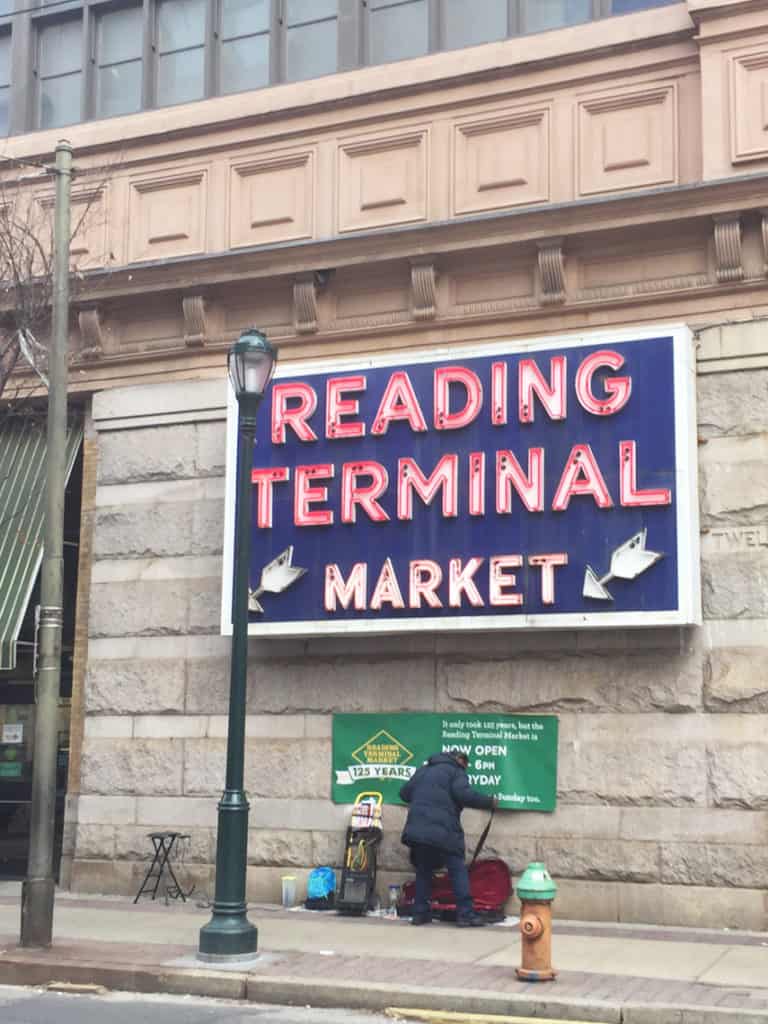 READING
TERMINAL
MARKET
TWEL
READING
TERMINAL
MARKET
125 YEARS
It only took 125 years, but the
Reading Terminal Market is
NOW OPEN
6PM
RYDAY
Sunday too.